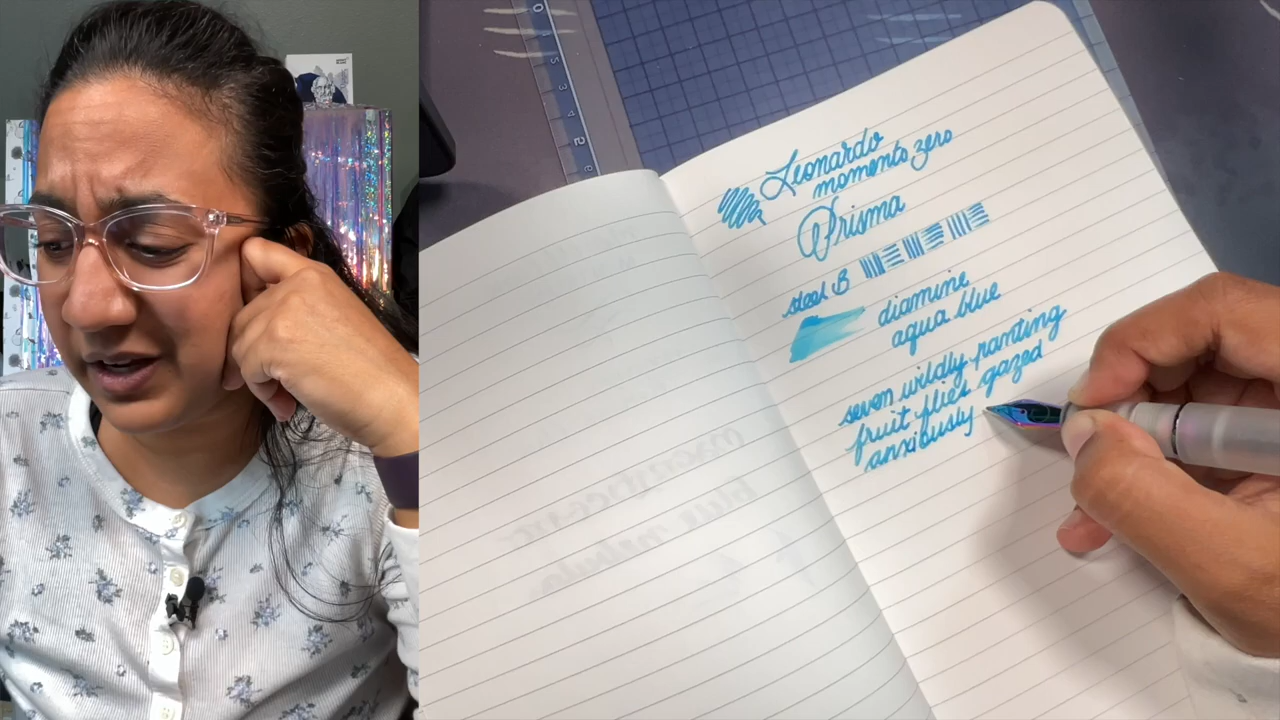 Leonardo
momento zero
Prisma
steel B
diamine
aqua blue
seven wildly panting
fruit flies gazed
anxiously